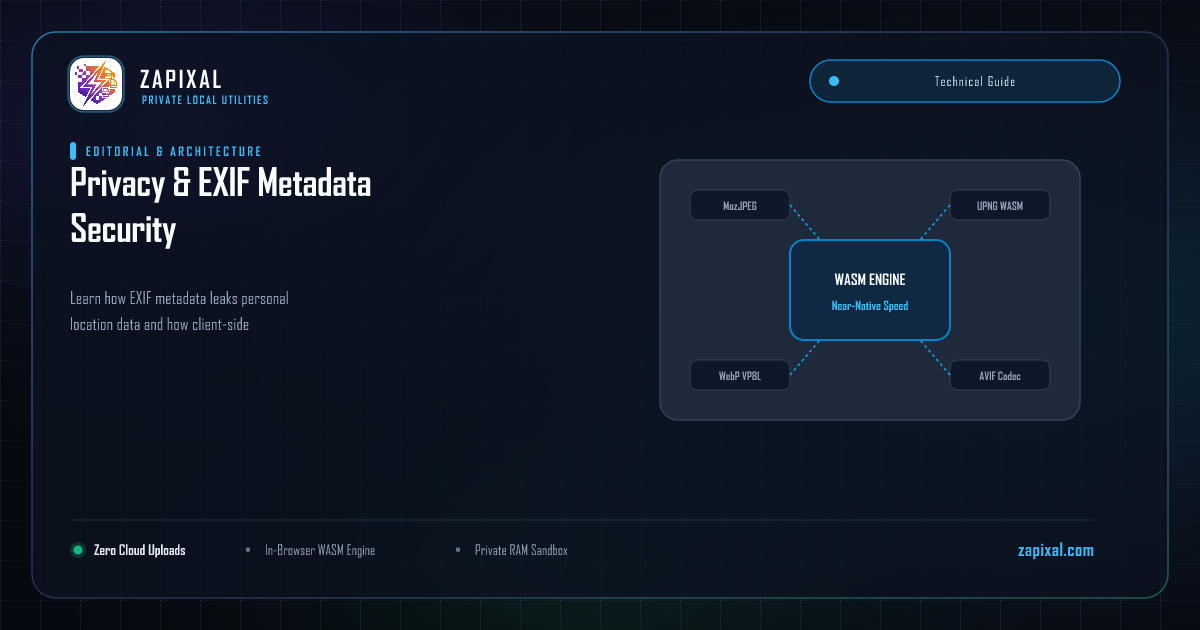 ZAPIXAL
PRIVATE LOCAL UTILITIES
Technical Guide
EDITORIAL & ARCHITECTURE
Privacy & EXIF Metadata
Security
Learn how EXIF metadata leaks personal
location data and how client-side
MozJPEG
UPNG WASM
WASM ENGINE
Near-Native Speed
WebP VP8L
AVIF Codec
Zero Cloud Uploads
In-Browser WASM Engine
Private RAM Sandbox
zapixal.com